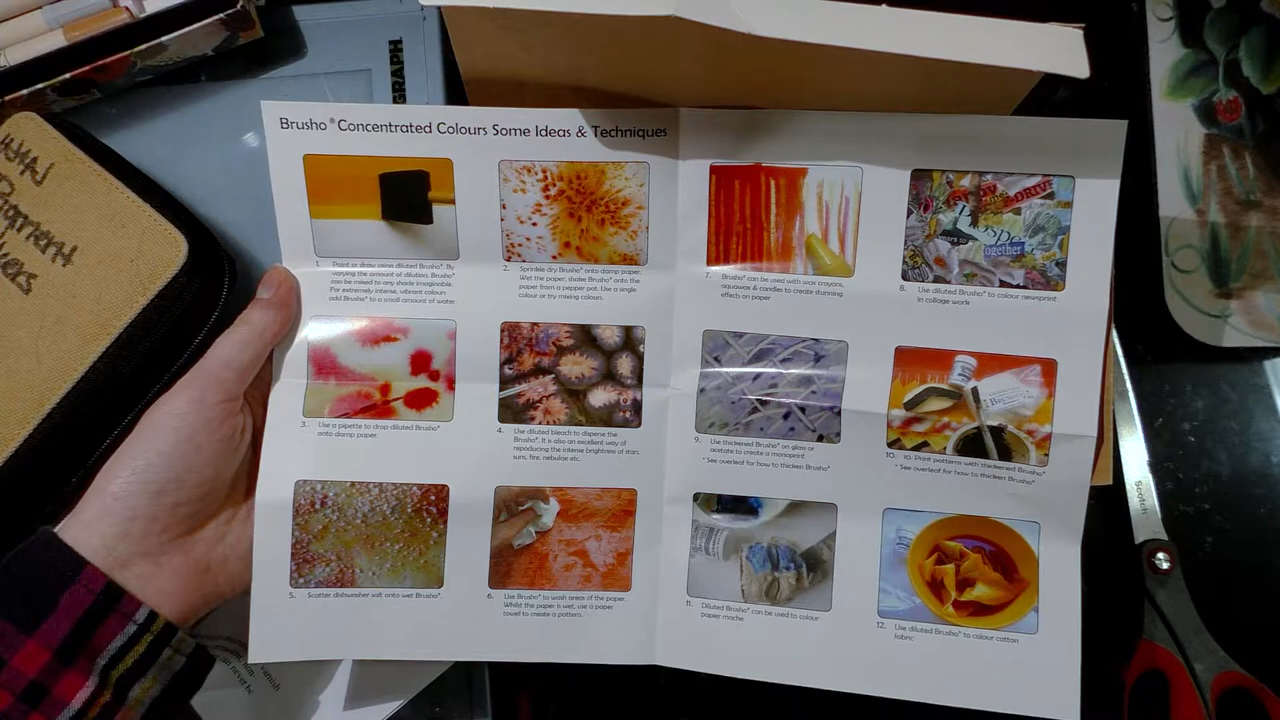 GRAPH
Brusho® Concentrated Colours Some Ideas & Techniques
1. Paint or draw using diluted Brusho®. By
varying the amount of dilution, Brusho®
can be mixed to any shade imaginable.
For extremely intense, vibrant colours
add Brusho® to a small amount of water.
2. Sprinkle dry Brusho® onto damp paper.
Wet the paper, shake Brusho® onto the
paper from a pepper pot. Use a single
colour or try mixing colours.
3. Use a pipette to drop diluted Brusho®
onto damp paper.
4. Use diluted bleach to disperse the
Brusho®. It is also an excellent way of
reproducing the intense brightness of stars,
suns, fire, nebulae etc.
5. Scatter dishwasher salt onto wet Brusho®.
6. Use Brusho® to wash areas of the paper.
Whilst the paper is wet, use a paper
towel to create a pattern.
7. Brusho® can be used with wax crayons,
aquawax & candles to create stunning
effects on paper
8. Use diluted Brusho® to colour newsprint
in collage work
DRIVE
together
9. Use thickened Brusho® on glass or
acetate to create a monoprint
* See overleaf for how to thicken Brusho®
10. 10. Print patterns with thickened Brusho®
* See overleaf for how to thicken Brusho®
11. Diluted Brusho® can be used to colour
papier mache
12. Use diluted Brusho® to colour cotton
fabric
Scotch
varnish
can never be